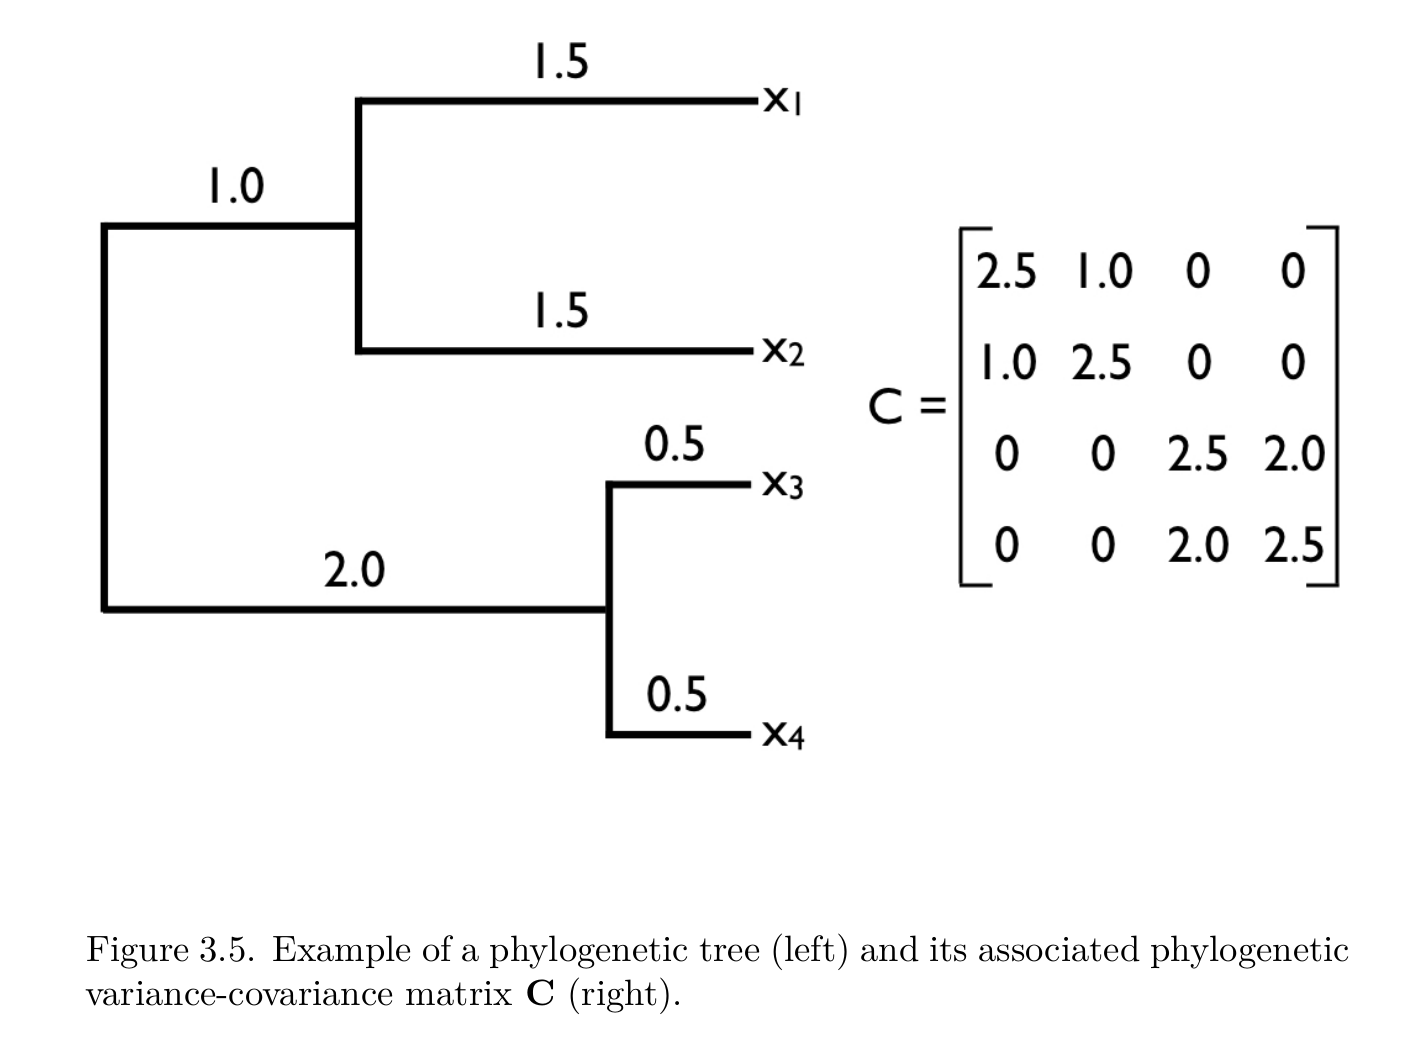 1.5
x1
1.0
1.5
x2
0.5
x3
2.0
0.5
x4
C =
2.5 1.0 0 0
1.0 2.5 0 0
0 0 2.5 2.0
0 0 2.0 2.5
Figure 3.5. Example of a phylogenetic tree (left) and its associated phylogenetic
variance-covariance matrix C (right).